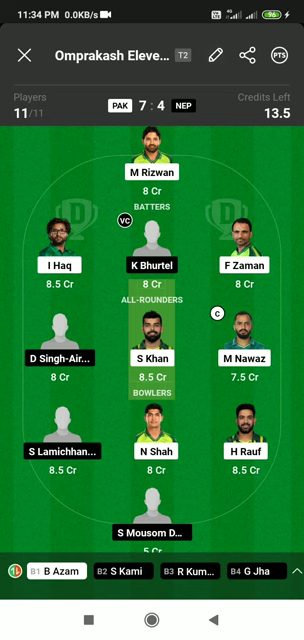 11:34 PM 0.0KB/s
4G
96
Omprakash Eleve... T2
PTS
Players
11/11
PAK 7 : 4 NEP
Credits Left
13.5
M Rizwan
8 Cr
BATTERS
VC
I Haq K Bhurtel F Zaman
8.5 Cr 8 Cr 8 Cr
ALL-ROUNDERS
C
D Singh-Air... S Khan M Nawaz
8 Cr 8.5 Cr 7.5 Cr
BOWLERS
S Lamichhan... N Shah H Rauf
8.5 Cr 8 Cr 8.5 Cr
S Mousom D...
5 Cr
B1 B Azam B2 S Kami B3 R Kum... B4 G Jha